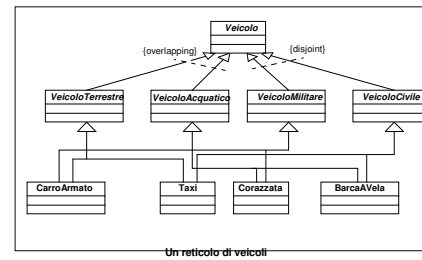 Veicolo
{overlapping} {disjoint}
VeicoloTerrestre VeicoloAcquatico VeicoloMilitare VeicoloCivile
CarroArmato Taxi Corazzata BarcaAVela
Un reticolo di veicoli